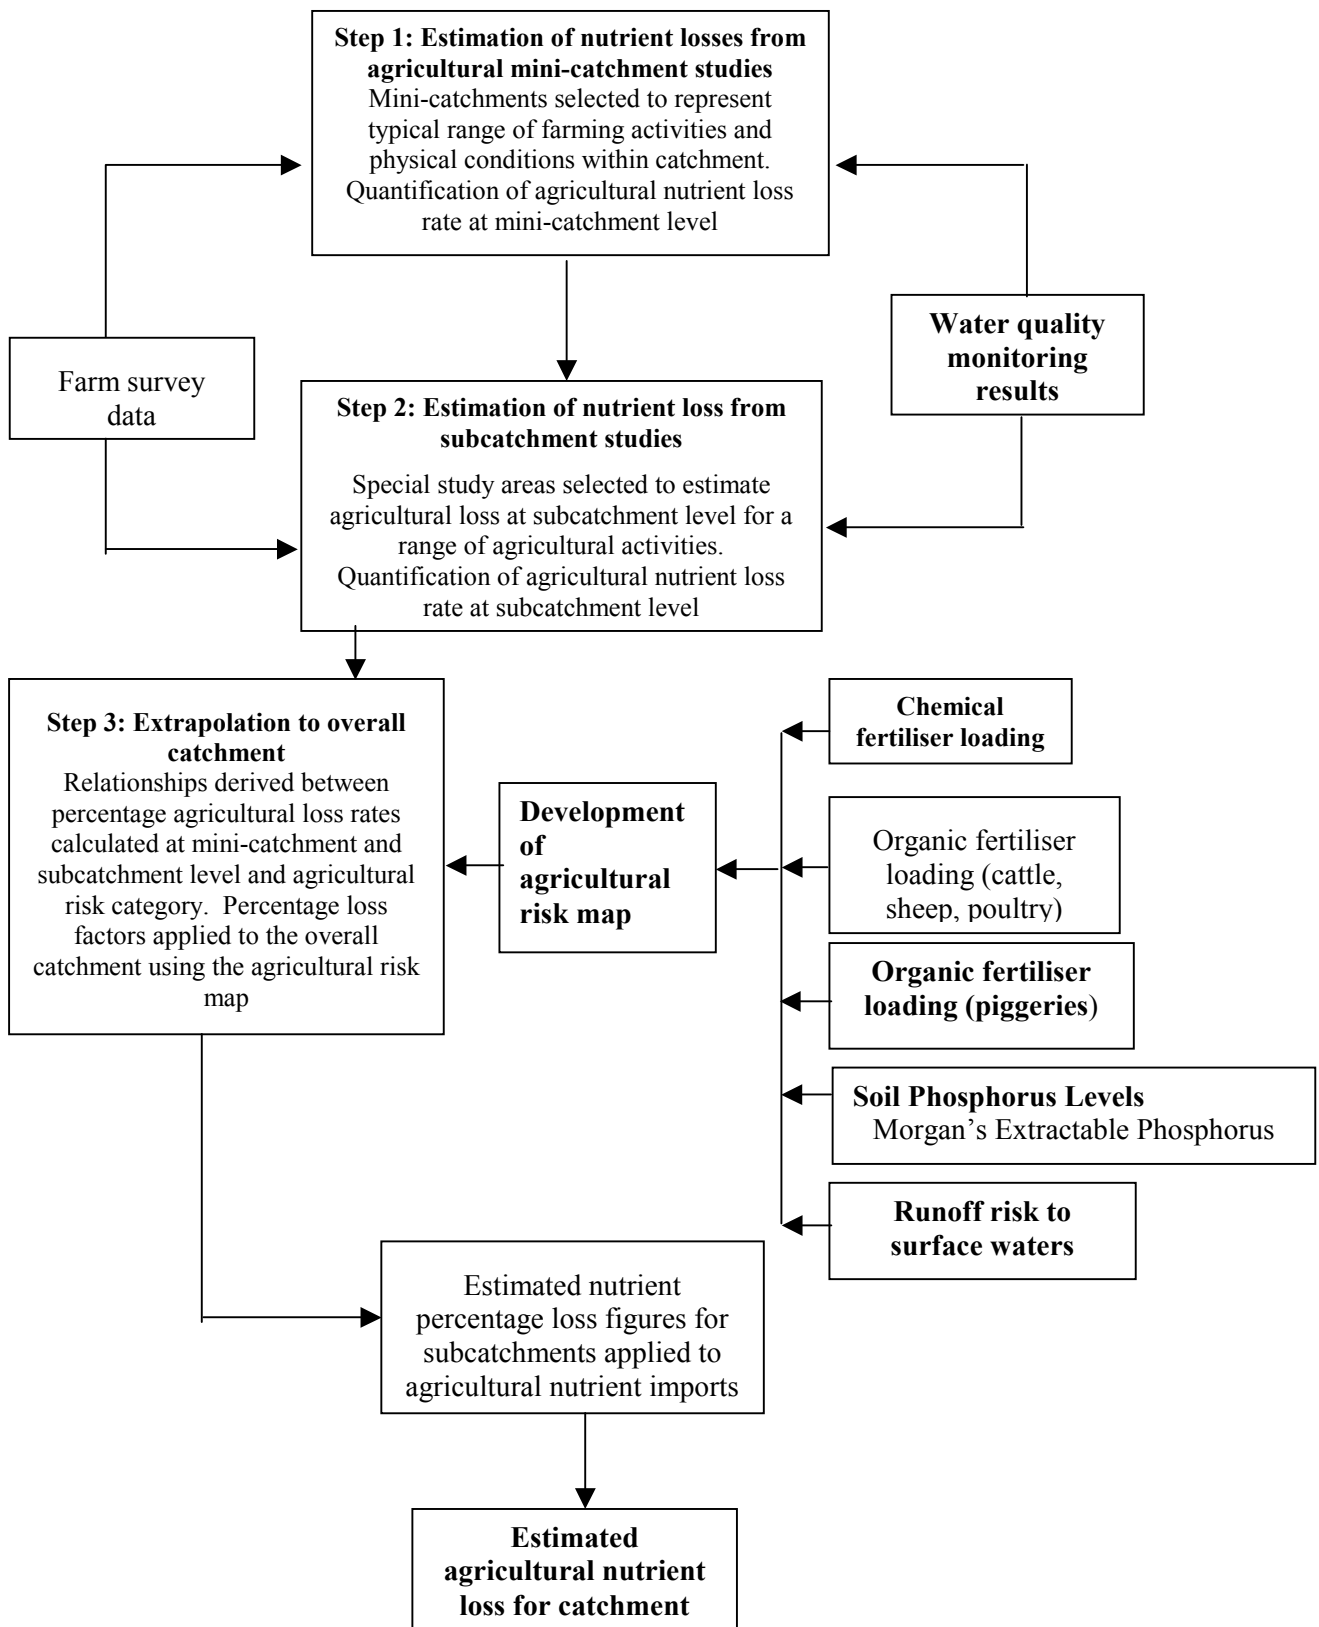 Step 1: Estimation of nutrient losses from
agricultural mini-catchment studies
Mini-catchments selected to represent
typical range of farming activities and
physical conditions within catchment.
Quantification of agricultural nutrient loss
rate at mini-catchment level
Water quality
monitoring
results
Farm survey
data
Step 2: Estimation of nutrient loss from
subcatchment studies
Special study areas selected to estimate
agricultural loss at subcatchment level for a
range of agricultural activities.
Quantification of agricultural nutrient loss
rate at subcatchment level
Step 3: Extrapolation to overall
catchment
Relationships derived between
percentage agricultural loss rates
calculated at mini-catchment and
subcatchment level and agricultural
risk category.  Percentage loss
factors applied to the overall
catchment using the agricultural risk
map
Development
of
agricultural
risk map
Chemical
fertiliser loading
Organic fertiliser
loading (cattle,
sheep, poultry)
Organic fertiliser
loading (piggeries)
Soil Phosphorus Levels
Morgan’s Extractable Phosphorus
Runoff risk to
surface waters
Estimated nutrient
percentage loss figures for
subcatchments applied to
agricultural nutrient imports
Estimated
agricultural nutrient
loss for catchment